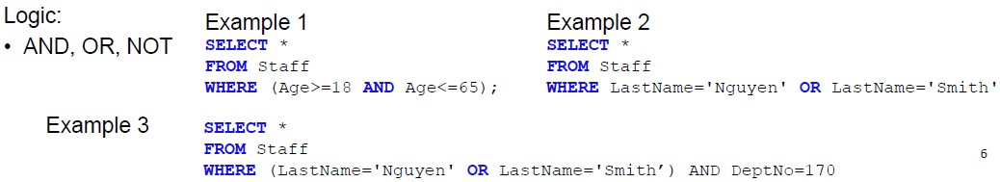 Logic:
• AND, OR, NOT
Example 1
SELECT *
FROM Staff
WHERE (Age>=18 AND Age<=65);
Example 2
SELECT *
FROM Staff
WHERE LastName='Nguyen' OR LastName='Smith'
Example 3
SELECT *
FROM Staff
WHERE (LastName='Nguyen' OR LastName='Smith’) AND DeptNo=170
6